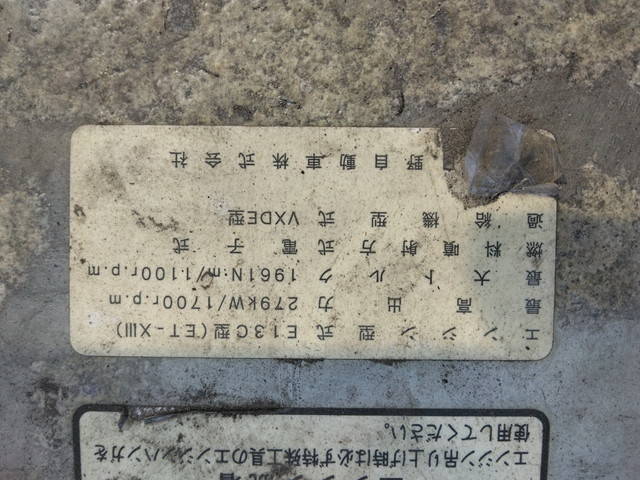 エンジン型式 E13C型(ET-XIII)
最高出力 279kW/1700r.p.m
最大トルク 1961N·m/1100r.p.m
燃料噴射方式 電子式
過給機型式 VXDE型
野自動車株式会社
エンジン吊り上げ時は必ず特殊工具のエンジンハンガを
使用してください。